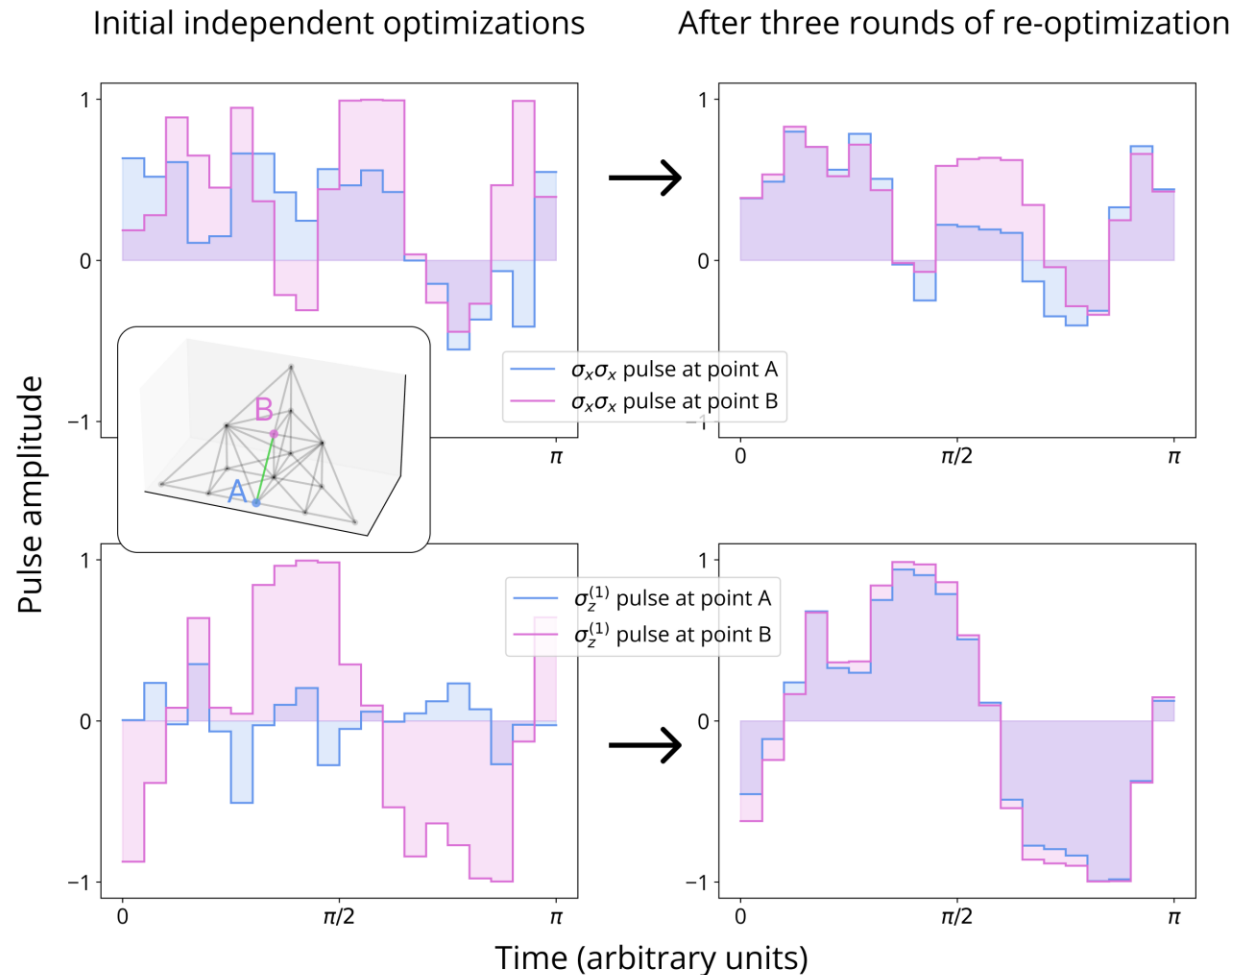 Initial independent optimizations
After three rounds of re-optimization
1
0
−1
π
1
0
−1
0
π/2
π
σxσx pulse at point A
σxσx pulse at point B
B
A
Pulse amplitude
1
0
−1
0
π/2
π
1
0
−1
0
π/2
π
σz(1) pulse at point A
σz(1) pulse at point B
Time (arbitrary units)